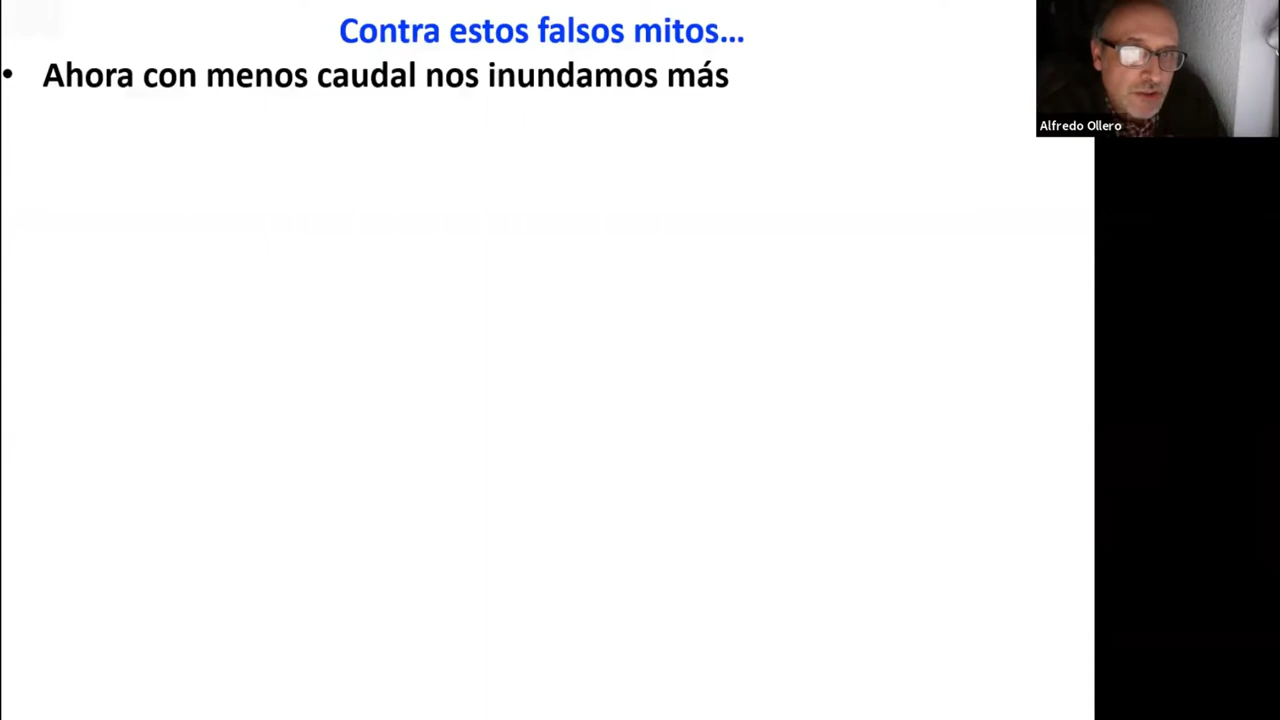 Contra estos falsos mitos...
• Ahora con menos caudal nos inundamos más
Alfredo Ollero